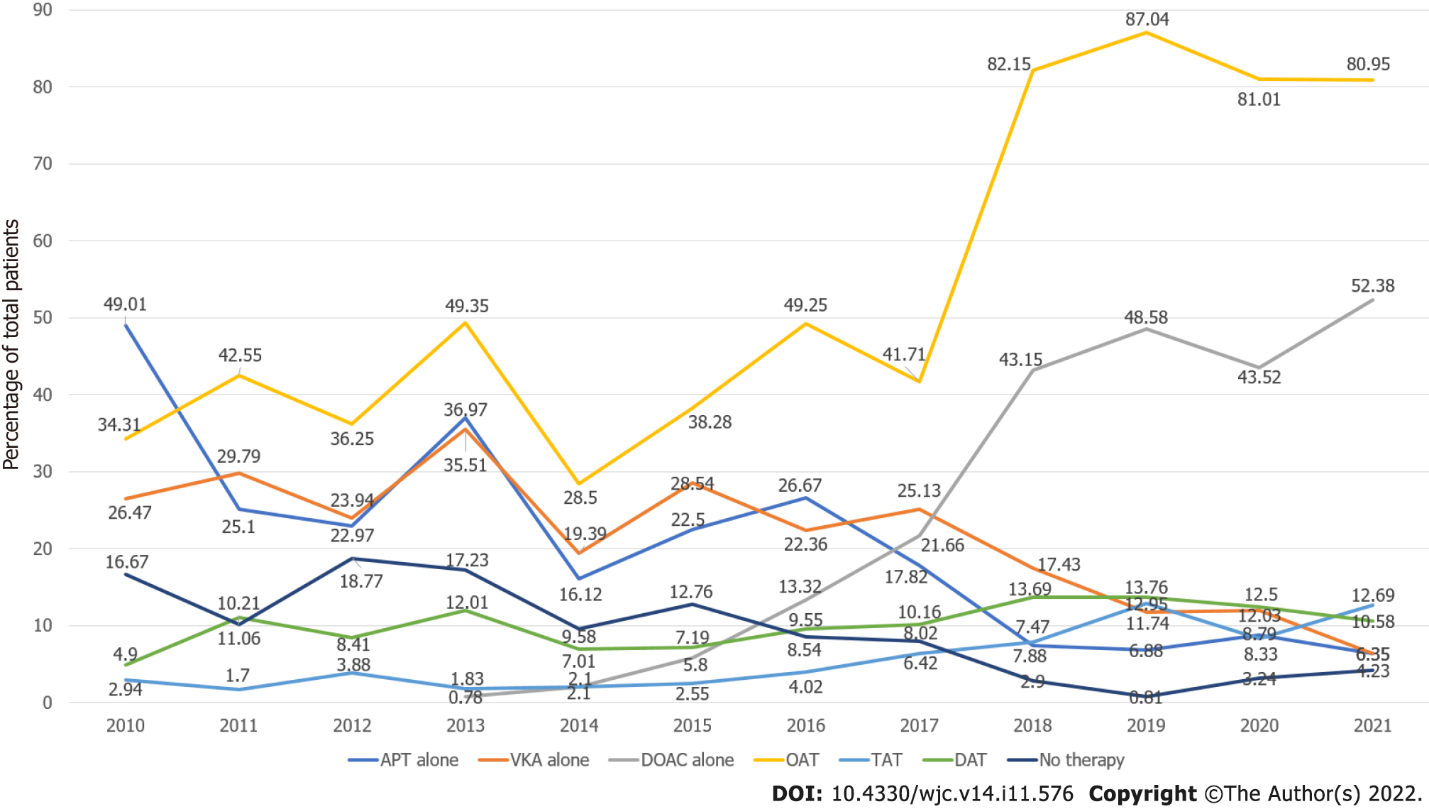 90
80
70
60
50
40
30
20
10
0
Percentage of total patients
49.01 34.31 26.47 16.67 4.9 2.94
42.55 29.79 25.1 10.21 11.06 1.7
36.25 23.94 22.97 18.77 8.41 3.88
49.35 36.97 35.51 17.23 12.01 1.83 0.78
28.5 19.39 16.12 9.58 7.01 2.1 2.1
38.28 28.54 22.5 12.76 7.19 5.8 2.55
49.25 26.67 22.36 13.32 9.55 8.54 4.02
41.71 25.13 21.66 17.82 10.16 8.02 6.42
82.15 43.15 17.43 13.69 7.47 7.88 2.9
87.04 48.58 13.76 12.95 11.74 6.88 0.81
81.01 43.52 12.5 12.03 8.79 8.33 3.24
80.95 52.38 12.69 10.58 6.35 4.23
2010 2011 2012 2013 2014 2015 2016 2017 2018 2019 2020 2021
APT alone VKA alone DOAC alone OAT TAT DAT No therapy
DOI: 10.4330/wjc.v14.i11.576 Copyright ©The Author(s) 2022.